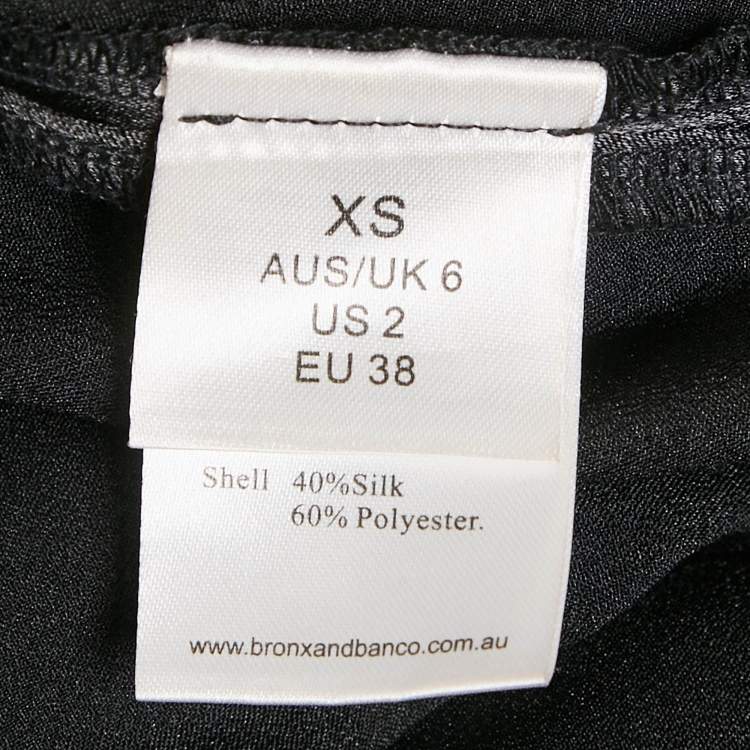 XS
AUS/UK 6
US 2
EU 38
Shell 40%Silk
60% Polyester.
www.bronxandbanco.com.au